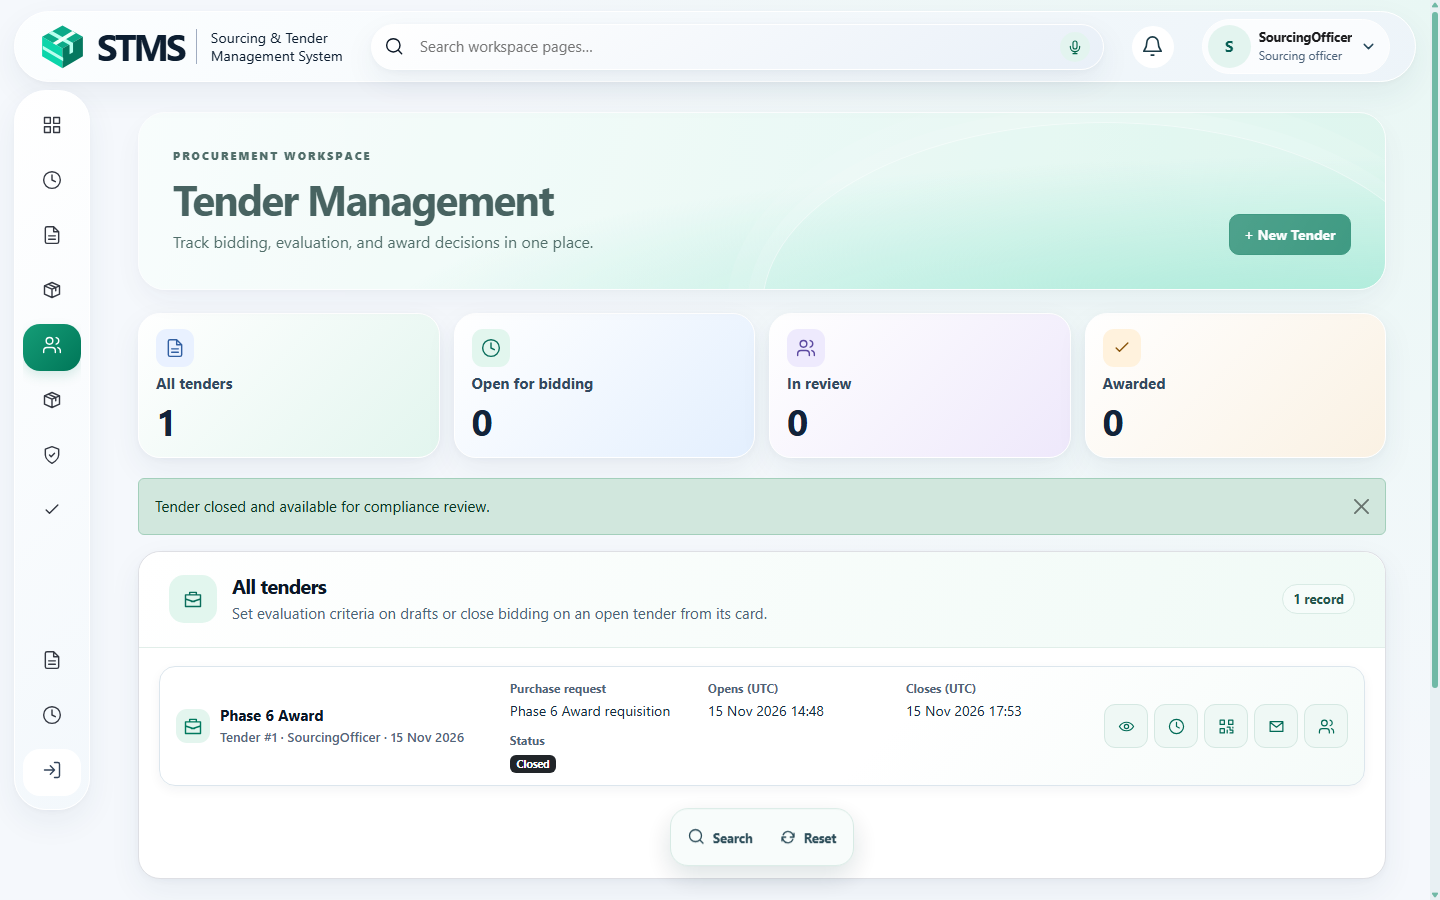 STMS
Sourcing & Tender
Management System
Search workspace pages...
S
SourcingOfficer
Sourcing officer
PROCUREMENT WORKSPACE
Tender Management
Track bidding, evaluation, and award decisions in one place.
+ New Tender
All tenders
1
Open for bidding
0
In review
0
Awarded
0
Tender closed and available for compliance review.
All tenders
Set evaluation criteria on drafts or close bidding on an open tender from its card.
1 record
Phase 6 Award
Tender #1 · SourcingOfficer · 15 Nov 2026
Purchase request
Phase 6 Award requisition
Opens (UTC)
15 Nov 2026 14:48
Closes (UTC)
15 Nov 2026 17:53
Status
Closed
Search
Reset